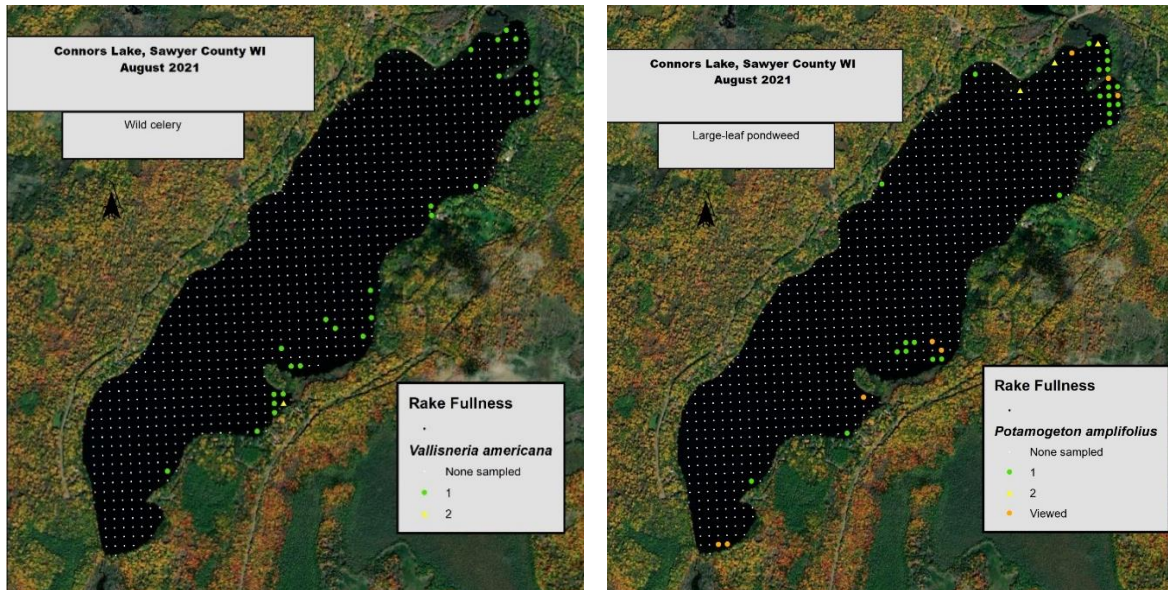 Connors Lake, Sawyer County WI
August 2021
Wild celery
Rake Fullness
Vallisneria americana
None sampled
1
2
Connors Lake, Sawyer County WI
August 2021
Large-leaf pondweed
Rake Fullness
Potamogeton amplifolius
None sampled
1
2
Viewed